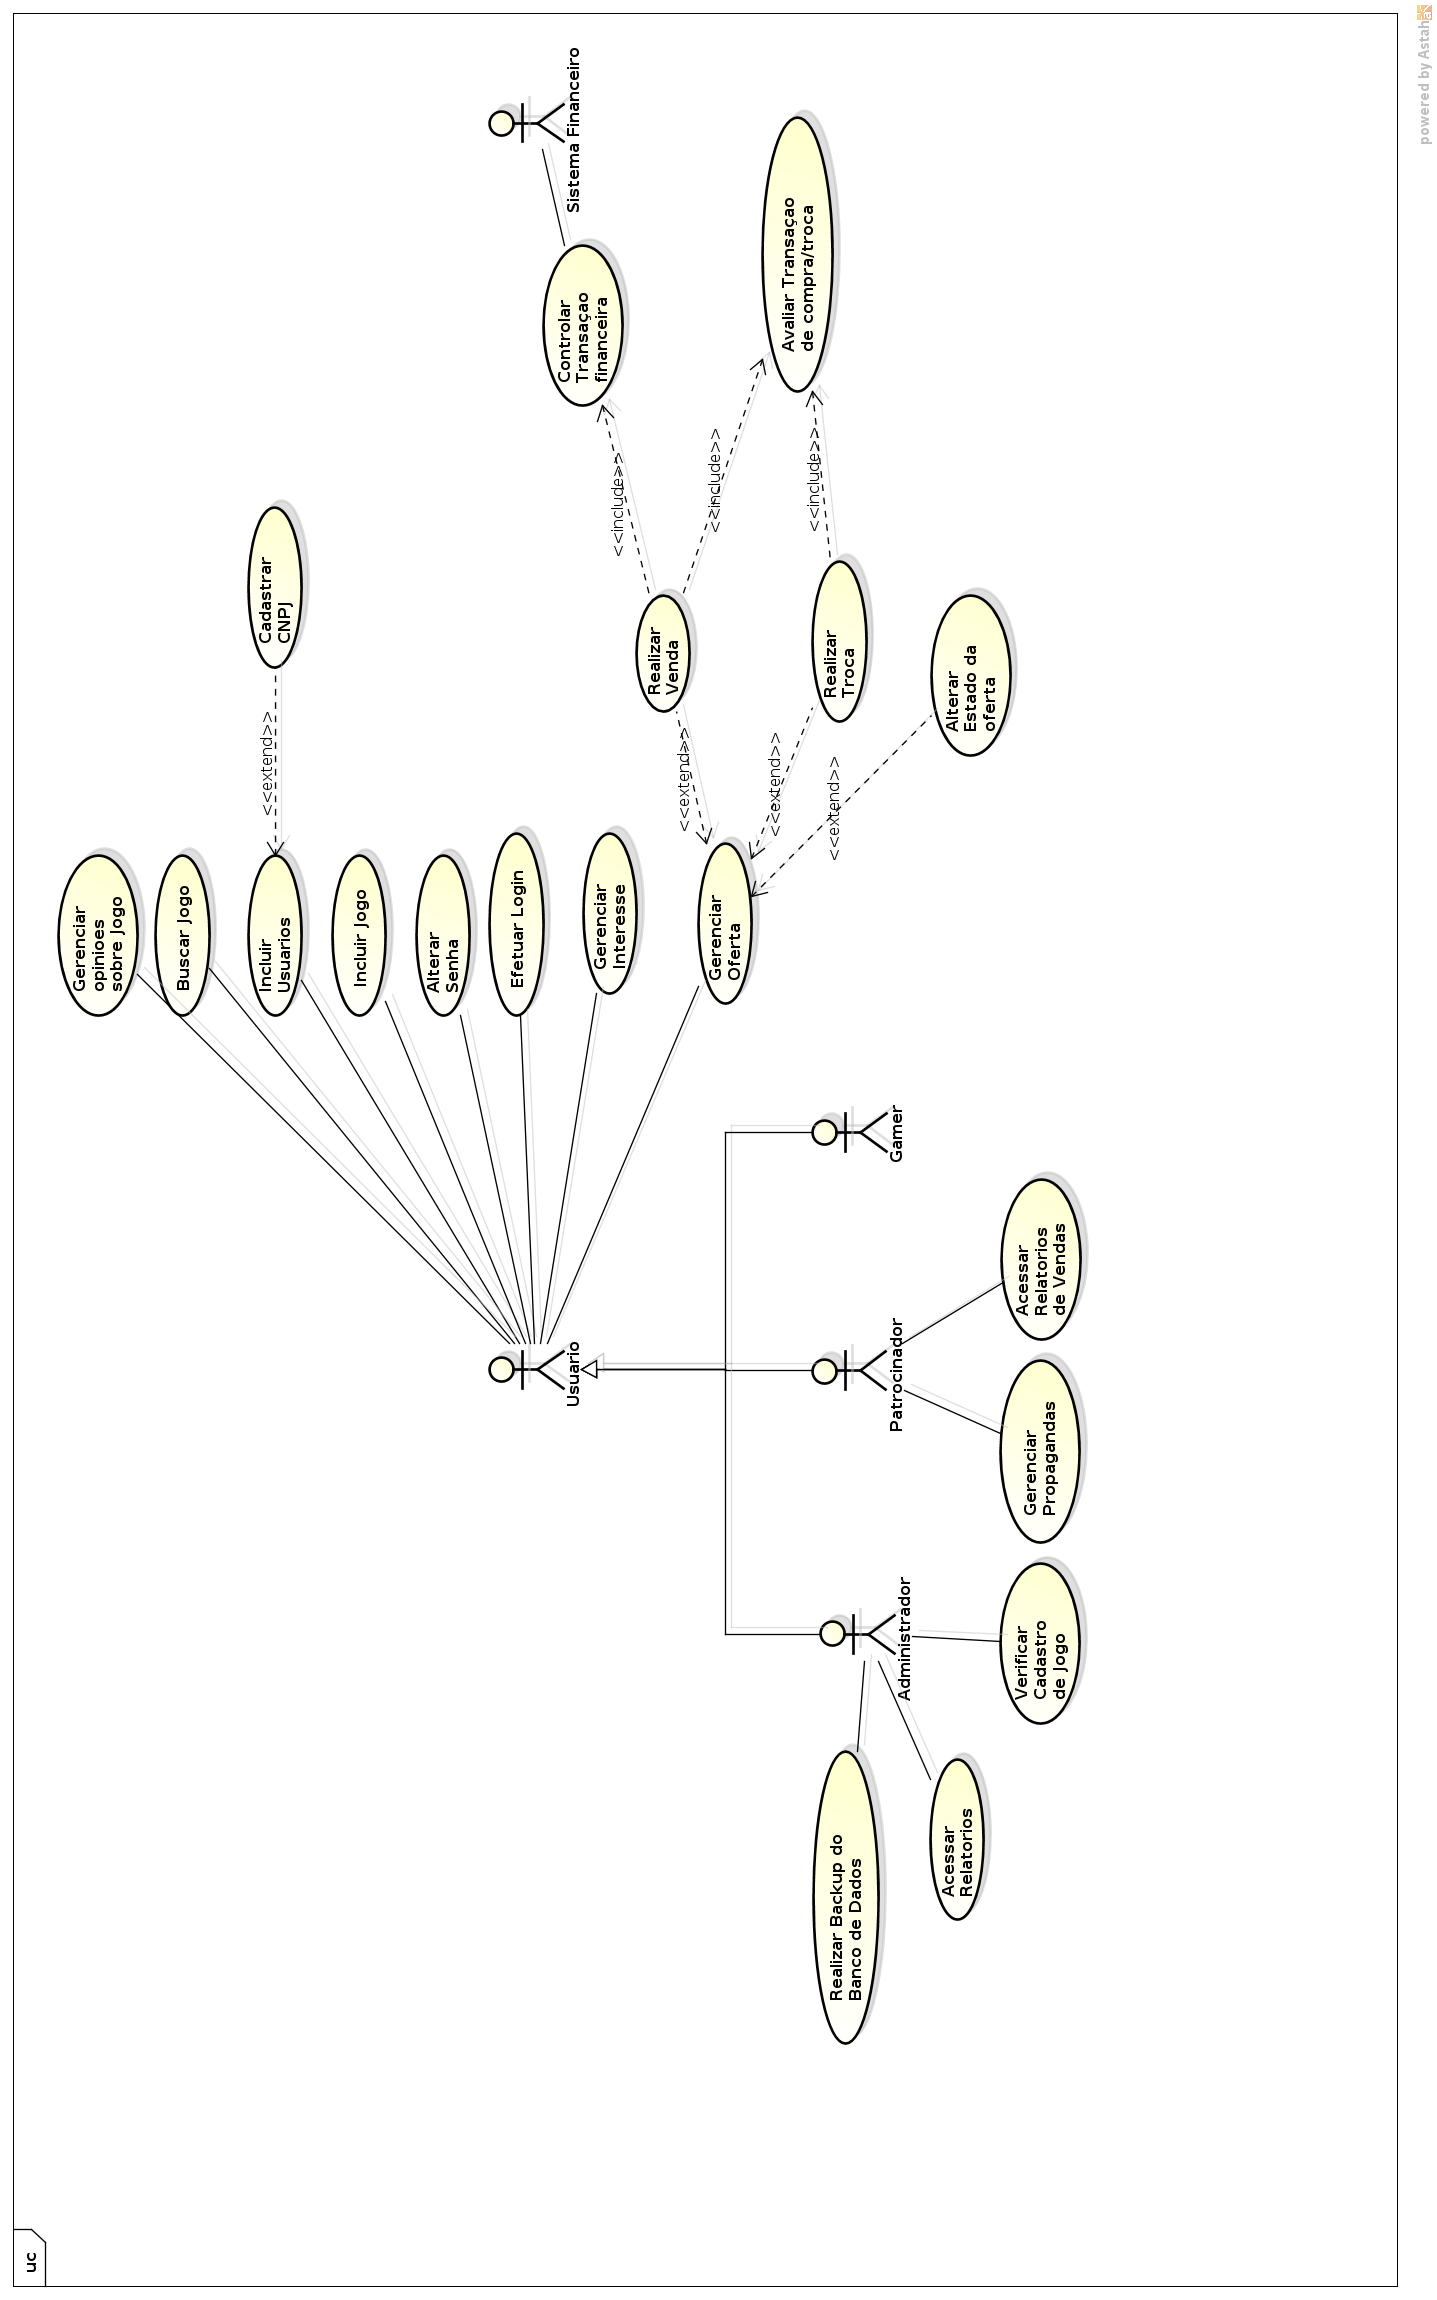 uc
Gerenciar
opinioes
sobre Jogo
Buscar Jogo
Incluir
Usuarios
<<extend>>
Cadastrar
CNPJ
Incluir Jogo
Alterar
Senha
Efetuar Login
Gerenciar
Interesse
Gerenciar
Oferta
<<extend>>
<<extend>>
<<extend>>
Realizar
Venda
Realizar
Troca
Alterar
Estado da
oferta
<<include>>
<<include>>
<<include>>
Controlar
Transaçao
financeira
Avaliar Transaçao
de compra/troca
Sistema Financeiro
Usuario
Administrador
Patrocinador
Gamer
Realizar Backup do
Banco de Dados
Acessar
Relatorios
Verificar
Cadastro
de Jogo
Gerenciar
Propagandas
Acessar
Relatorios
de Vendas
powered by Astah